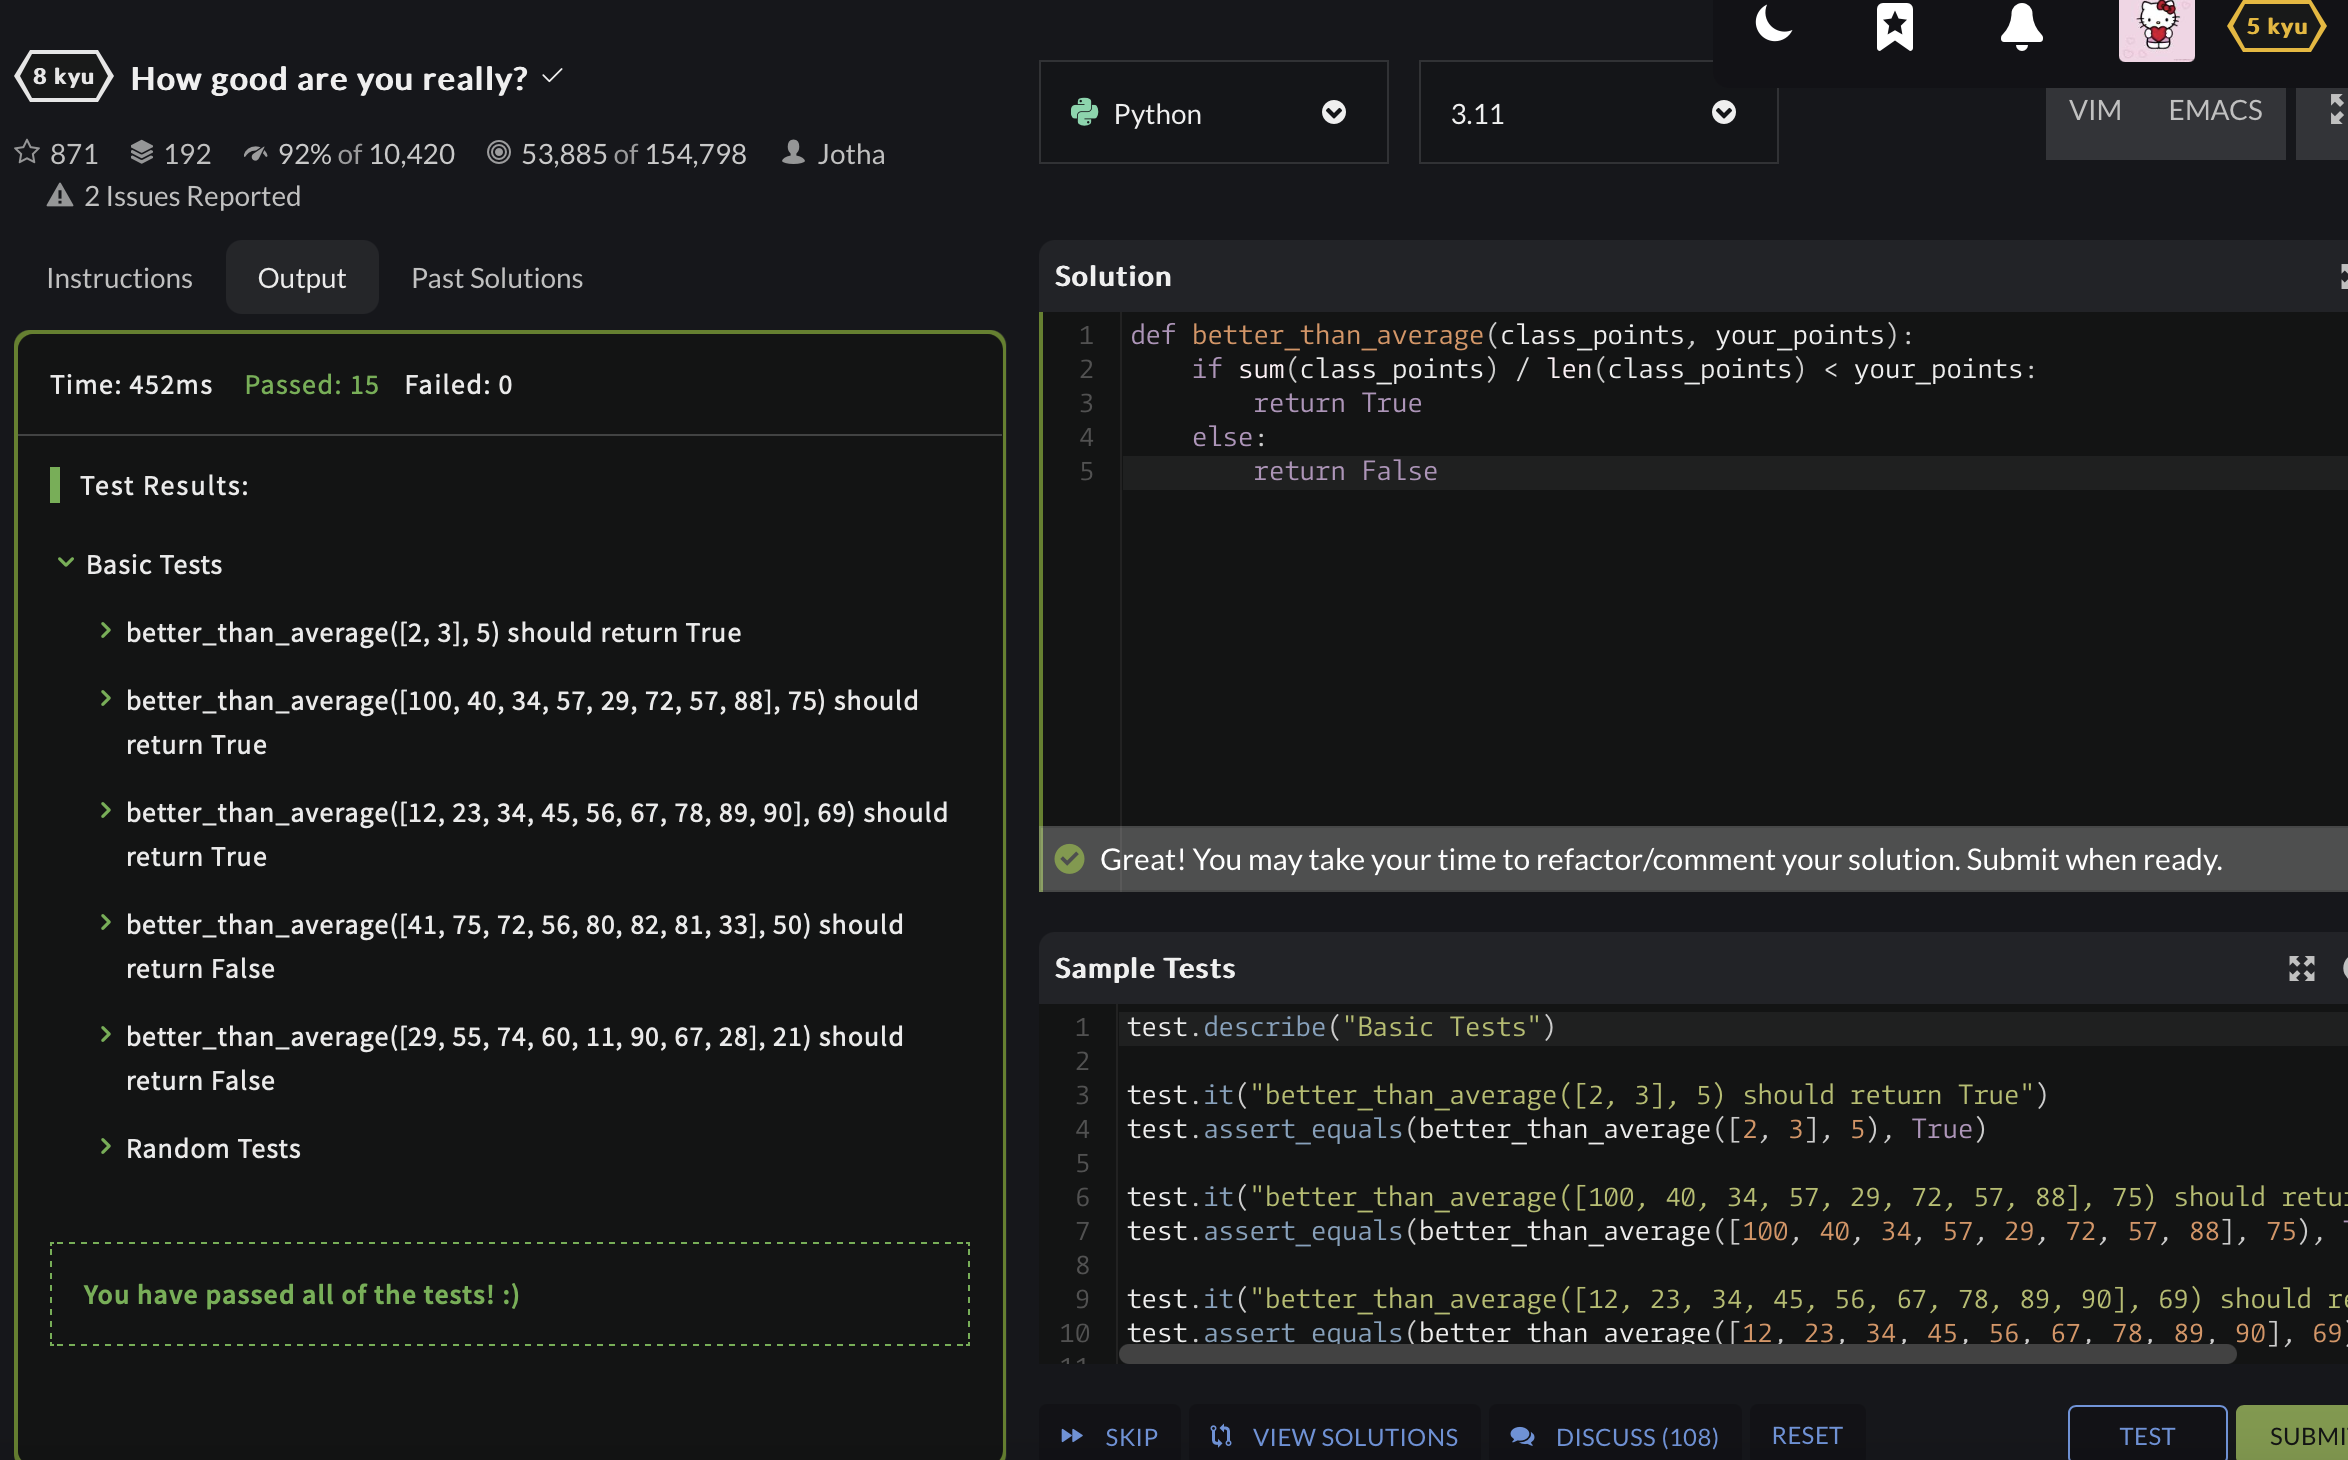 8 kyu How good are you really?
871 192 92% of 10,420 53,885 of 154,798 Jotha
2 Issues Reported
Instructions Output Past Solutions
Time: 452ms Passed: 15 Failed: 0
Test Results:
Basic Tests
better_than_average([2, 3], 5) should return True
better_than_average([100, 40, 34, 57, 29, 72, 57, 88], 75) should
return True
better_than_average([12, 23, 34, 45, 56, 67, 78, 89, 90], 69) should
return True
better_than_average([41, 75, 72, 56, 80, 82, 81, 33], 50) should
return False
better_than_average([29, 55, 74, 60, 11, 90, 67, 28], 21) should
return False
Random Tests
You have passed all of the tests! :)
5 kyu
Python 3.11 VIM EMACS
Solution
1 def better_than_average(class_points, your_points):
2 if sum(class_points) / len(class_points) < your_points:
3 return True
4 else:
5 return False
Great! You may take your time to refactor/comment your solution. Submit when ready.
Sample Tests
1 test.describe("Basic Tests")
2
3 test.it("better_than_average([2, 3], 5) should return True")
4 test.assert_equals(better_than_average([2, 3], 5), True)
5
6 test.it("better_than_average([100, 40, 34, 57, 29, 72, 57, 88], 75) should
7 test.assert_equals(better_than_average([100, 40, 34, 57, 29, 72, 57, 88], 75),
8
9 test.it("better_than_average([12, 23, 34, 45, 56, 67, 78, 89, 90], 69) should
10 test.assert_equals(better_than_average([12, 23, 34, 45, 56, 67, 78, 89, 90], 69
11
SKIP VIEW SOLUTIONS DISCUSS (108) RESET TEST SUBMI